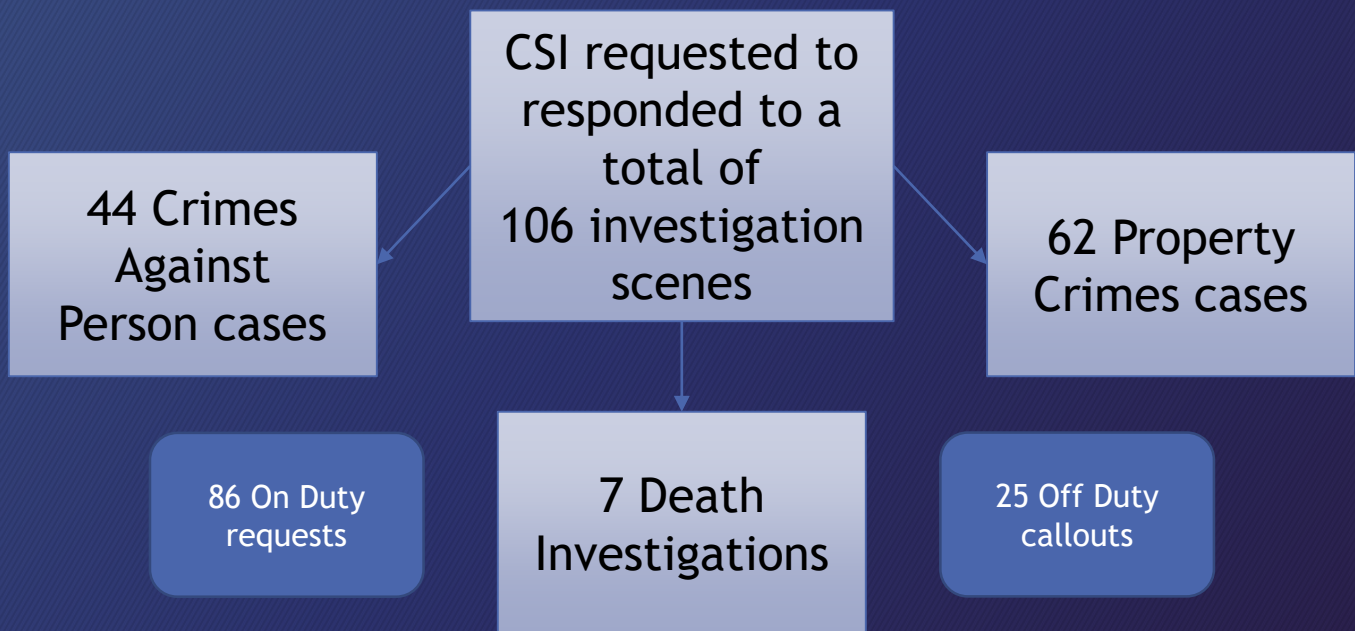 CSI requested to
responded to a
total of
106 investigation
scenes
44 Crimes
Against
Person cases
62 Property
Crimes cases
86 On Duty
requests
7 Death
Investigations
25 Off Duty
callouts